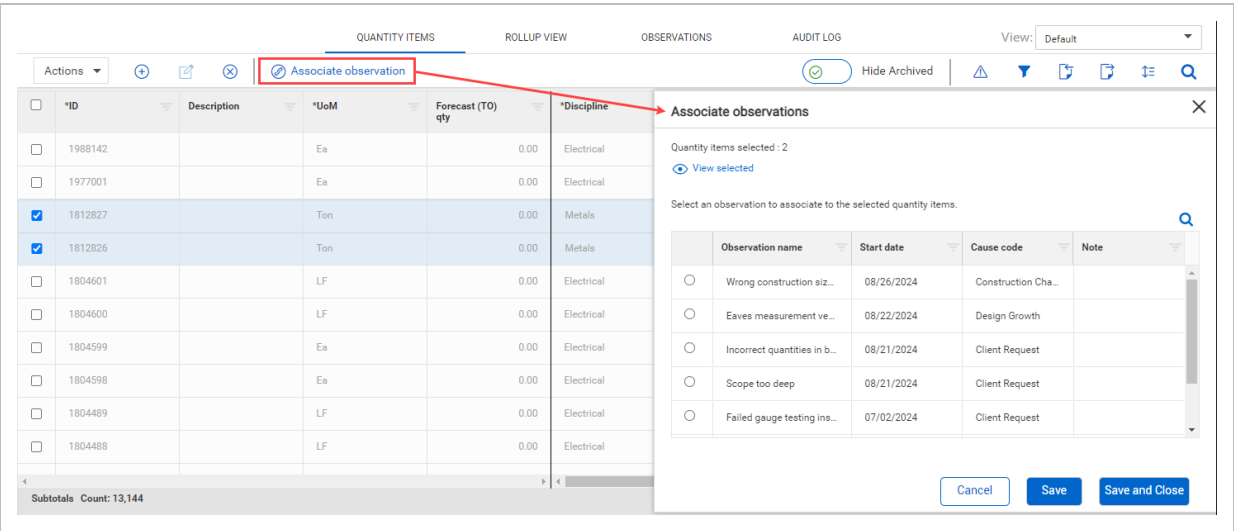 QUANTITY ITEMS ROLLUP VIEW OBSERVATIONS AUDIT LOG View: Default
Actions Associate observation Hide Archived
*ID Description *UoM Forecast (TO) qty *Discipline
1988142 Ea 0.00 Electrical
1977001 Ea 0.00 Electrical
1812827 Ton 0.00 Metals
1812826 Ton 0.00 Metals
1804601 LF 0.00 Electrical
1804600 LF 0.00 Electrical
1804599 Ea 0.00 Electrical
1804598 Ea 0.00 Electrical
1804489 LF 0.00 Electrical
1804488 LF 0.00 Electrical
Subtotals Count: 13,144
Associate observations
Quantity items selected : 2
View selected
Select an observation to associate to the selected quantity items.
Observation name Start date Cause code Note
Wrong construction siz... 08/26/2024 Construction Cha...
Eaves measurement ve... 08/22/2024 Design Growth
Incorrect quantities in b... 08/21/2024 Client Request
Scope too deep 08/21/2024 Client Request
Failed gauge testing ins... 07/02/2024 Client Request
Cancel Save Save and Close